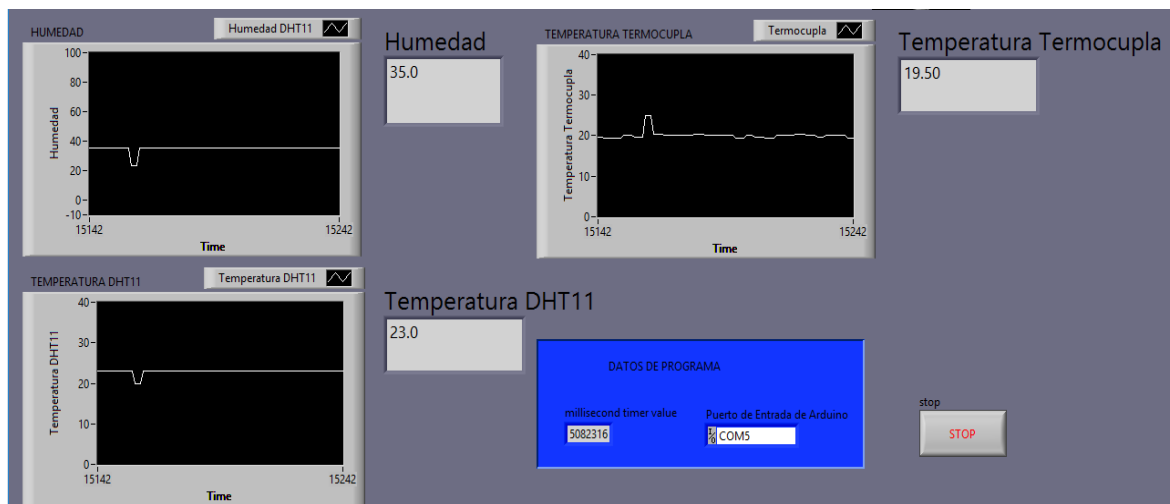 HUMEDAD
Humedad DHT11
100
80
60
40
20
0
-10
Humedad
15142
15242
Time
Humedad
35.0
TEMPERATURA TERMOCUPLA
Termocupla
40
30
20
10
0
Temperatura Termocupla
15142
15242
Time
Temperatura Termocupla
19.50
TEMPERATURA DHT11
Temperatura DHT11
40
30
20
10
0
Temperatura DHT11
15142
15242
Time
Temperatura DHT11
23.0
DATOS DE PROGRAMA
millisecond timer value
5082316
Puerto de Entrada de Arduino
COM5
stop
STOP